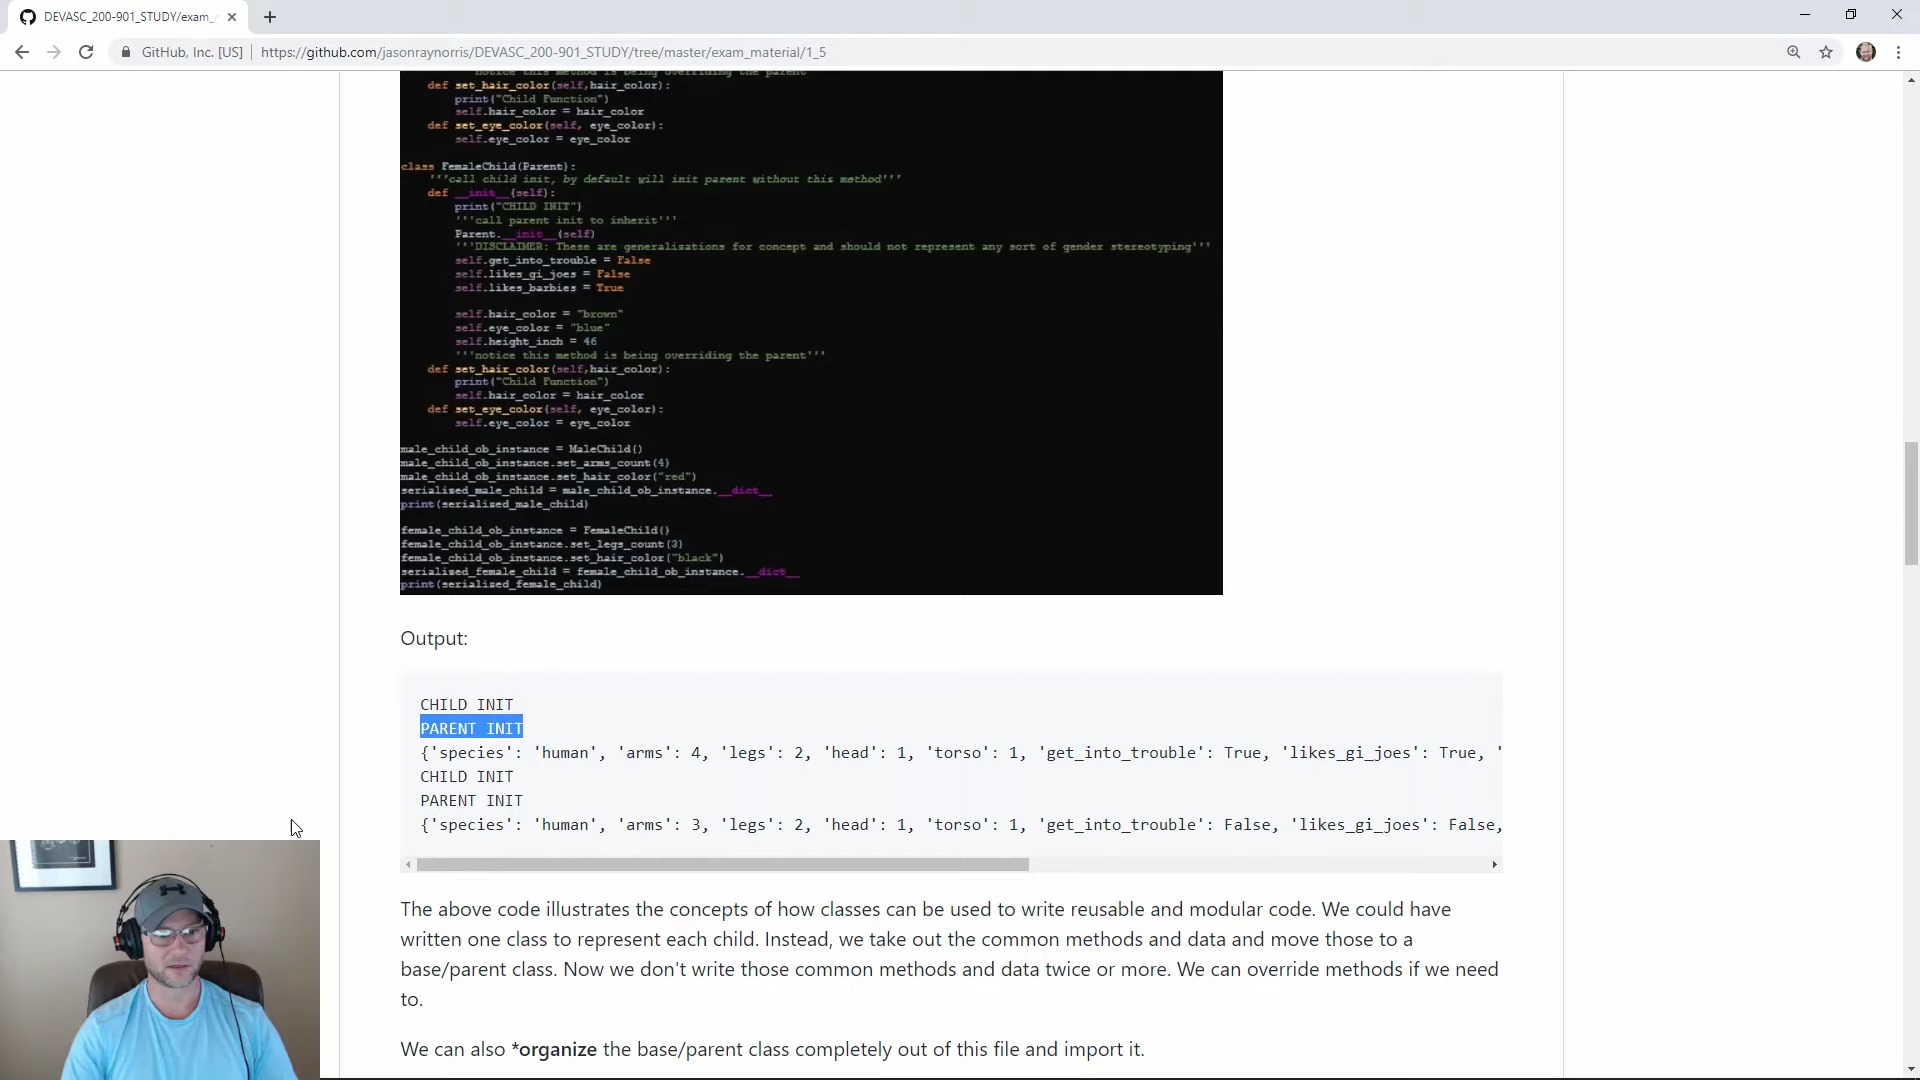 DEVASC_200-901_STUDY/exam_
GitHub, Inc. [US]
https://github.com/jasonraynorris/DEVASC_200-901_STUDY/tree/master/exam_material/1_5
'''notice this method is being overriding the parent'''
def set_hair_color(self,hair_color):
print("Child Function")
self.hair_color = hair_color
def set_eye_color(self, eye_color):
self.eye_color = eye_color
class FemaleChild(Parent):
'''call child init, by default will init parent without this method'''
def __init__(self):
print("CHILD INIT")
'''call parent init to inherit'''
Parent.__init__(self)
'''DISCLAIMER: These are generalisations for concept and should not represent any sort of gender stereotyping'''
self.get_into_trouble = False
self.likes_gi_joes = False
self.likes_barbies = True
self.hair_color = "brown"
self.eye_color = "blue"
self.height_inch = 46
'''notice this method is being overriding the parent'''
def set_hair_color(self,hair_color):
print("Child Function")
self.hair_color = hair_color
def set_eye_color(self, eye_color):
self.eye_color = eye_color
male_child_ob_instance = MaleChild()
male_child_ob_instance.set_arms_count(4)
male_child_ob_instance.set_hair_color("red")
serialised_male_child = male_child_ob_instance.__dict__
print(serialised_male_child)
female_child_ob_instance = FemaleChild()
female_child_ob_instance.set_legs_count(3)
female_child_ob_instance.set_hair_color("black")
serialised_female_child = female_child_ob_instance.__dict__
print(serialised_female_child)
Output:
CHILD INIT
PARENT INIT
{'species': 'human', 'arms': 4, 'legs': 2, 'head': 1, 'torso': 1, 'get_into_trouble': True, 'likes_gi_joes': True, '
CHILD INIT
PARENT INIT
{'species': 'human', 'arms': 3, 'legs': 2, 'head': 1, 'torso': 1, 'get_into_trouble': False, 'likes_gi_joes': False,
The above code illustrates the concepts of how classes can be used to write reusable and modular code. We could have
written one class to represent each child. Instead, we take out the common methods and data and move those to a
base/parent class. Now we don't write those common methods and data twice or more. We can override methods if we need
to.
We can also *organize the base/parent class completely out of this file and import it.